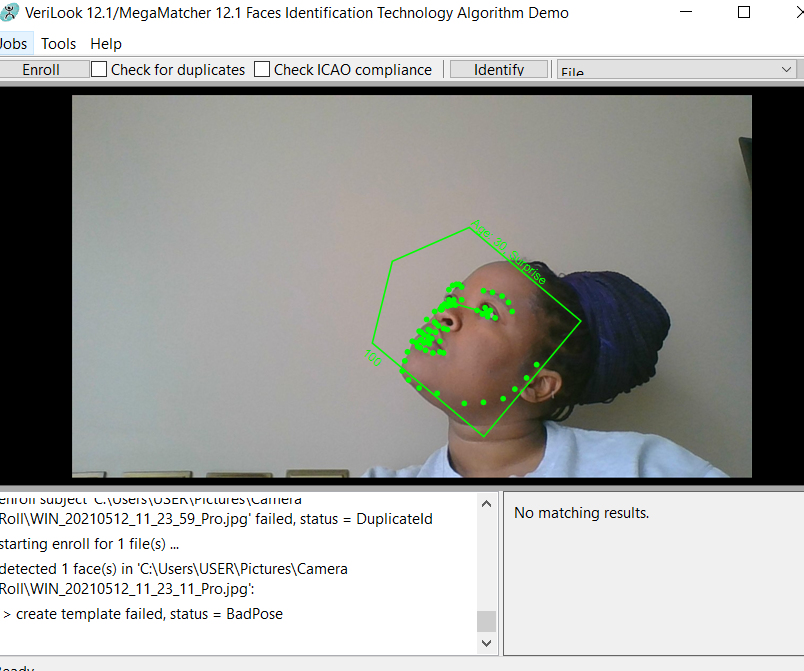 VeriLook 12.1/MegaMatcher 12.1 Faces Identification Technology Algorithm Demo
Jobs Tools Help
Enroll Check for duplicates Check ICAO compliance Identify File
Age: 30, surprise
100
enroll subject 'C:\Users\USER\Pictures\Camera
Roll\WIN_20210512_11_23_59_Pro.jpg' failed, status = DuplicateId
starting enroll for 1 file(s) ...
detected 1 face(s) in 'C:\Users\USER\Pictures\Camera
Roll\WIN_20210512_11_23_11_Pro.jpg':
> create template failed, status = BadPose
No matching results.
Ready